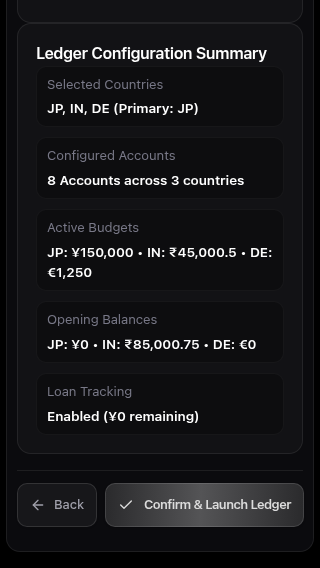 Ledger Configuration Summary
Selected Countries
JP, IN, DE (Primary: JP)
Configured Accounts
8 Accounts across 3 countries
Active Budgets
JP: ¥150,000 • IN: ₹45,000.5 • DE:
€1,250
Opening Balances
JP: ¥0 • IN: ₹85,000.75 • DE: €0
Loan Tracking
Enabled (¥0 remaining)
Back
Confirm & Launch Ledger